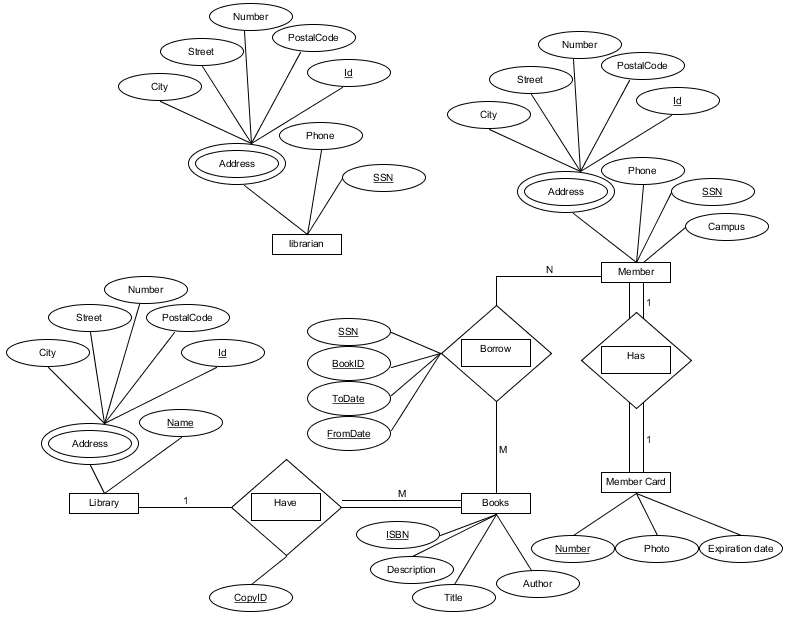 Number
PostalCode
Street
Id
City
Phone
Address
SSN
librarian
Number
PostalCode
Street
Id
City
Phone
Address
SSN
Campus
Member
N
1
Number
Street
PostalCode
City
Id
Name
Address
Library
SSN
BookID
ToDate
FromDate
Borrow
Has
M
1
1
Have
M
Books
Member Card
CopyID
ISBN
Description
Title
Author
Number
Photo
Expiration date